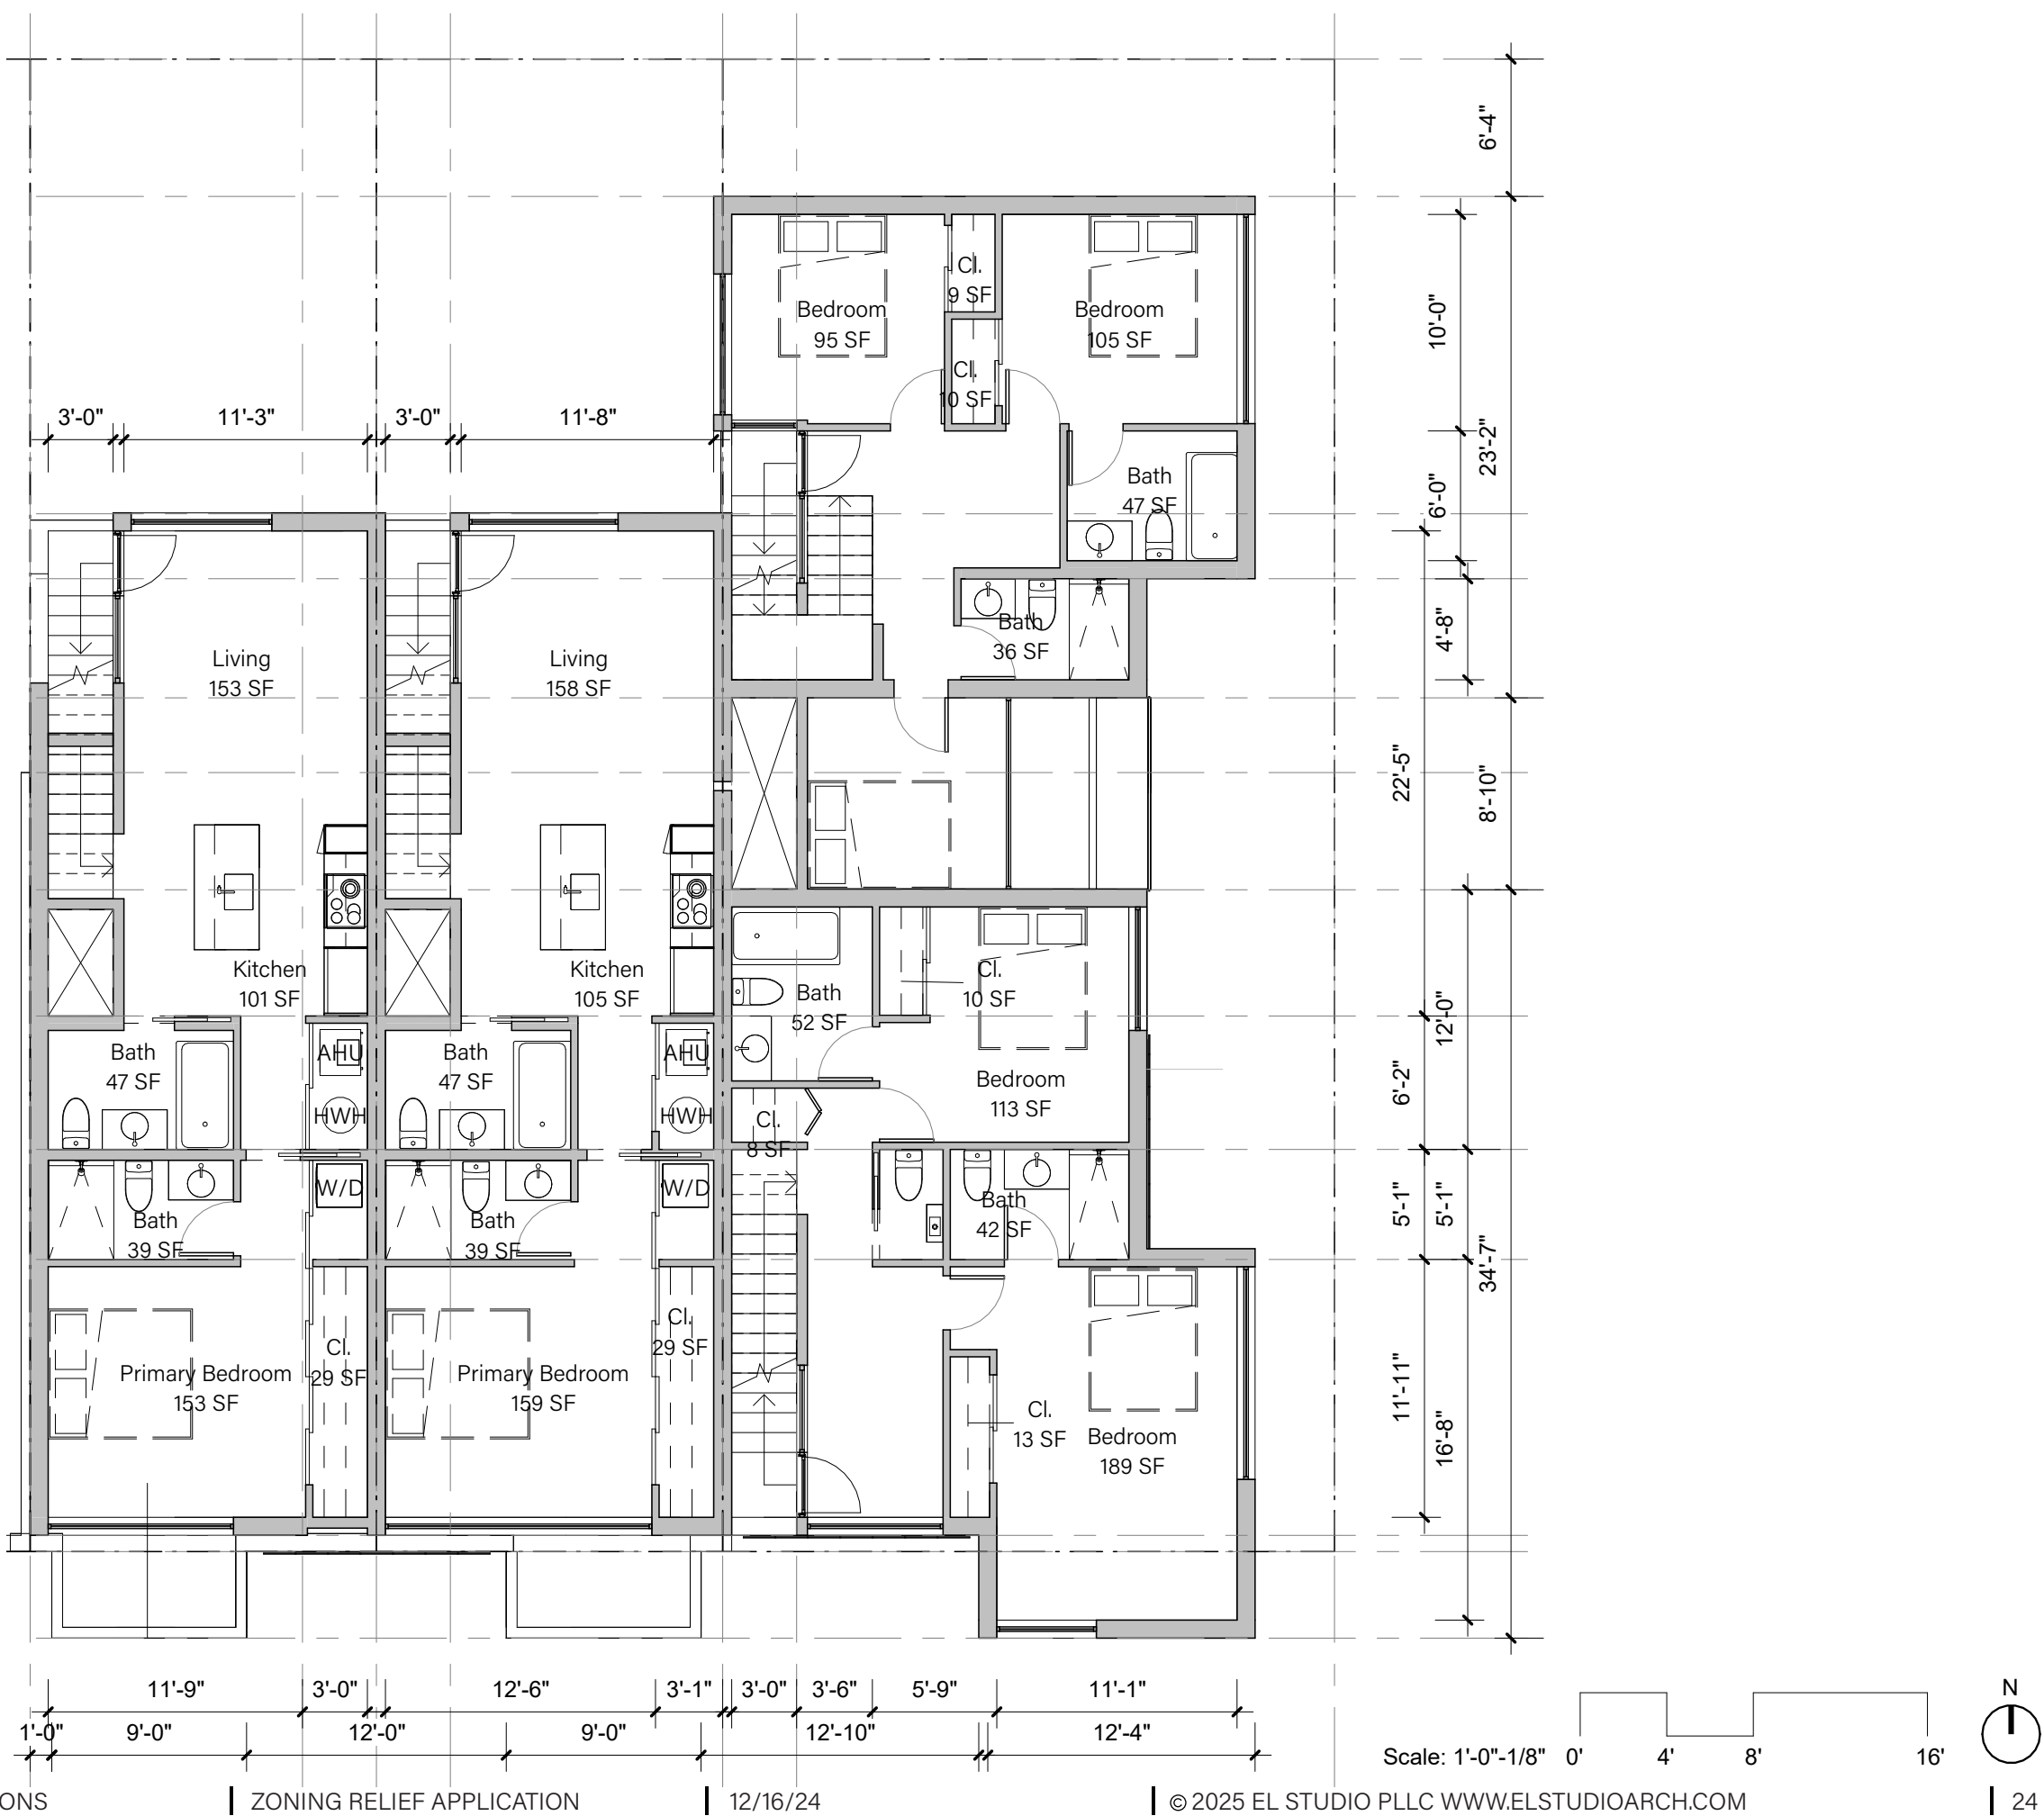 6'-4"
Cl.
9 SF
Bedroom
95 SF
Bedroom
105 SF
10'-0"
Cl.
10 SF
3'-0"
11'-3"
3'-0"
11'-8"
23'-2"
Bath
47 SF
6'-0"
Bath
36 SF
4'-8"
Living
153 SF
Living
158 SF
22'-5"
8'-10"
Kitchen
101 SF
Kitchen
105 SF
Bath
52 SF
Cl.
10 SF
12'-0"
Bath
47 SF
AHU
Bath
47 SF
AHU
Bedroom
113 SF
6'-2"
HWH
HWH
Cl.
8 SF
W/D
W/D
Bath
39 SF
Bath
39 SF
Bath
42 SF
5'-1"
5'-1"
34'-7"
Primary Bedroom
153 SF
Cl.
29 SF
Primary Bedroom
159 SF
Cl.
29 SF
Cl.
13 SF
Bedroom
189 SF
11'-11"
16'-8"
11'-9"
3'-0"
12'-6"
3'-1"
3'-0"
3'-6"
5'-9"
11'-1"
1'-0"
9'-0"
12'-0"
9'-0"
12'-10"
12'-4"
N
Scale: 1'-0"-1/8"
0'
4'
8'
16'
ONS
ZONING RELIEF APPLICATION
12/16/24
© 2025 EL STUDIO PLLC WWW.ELSTUDIOARCH.COM
24